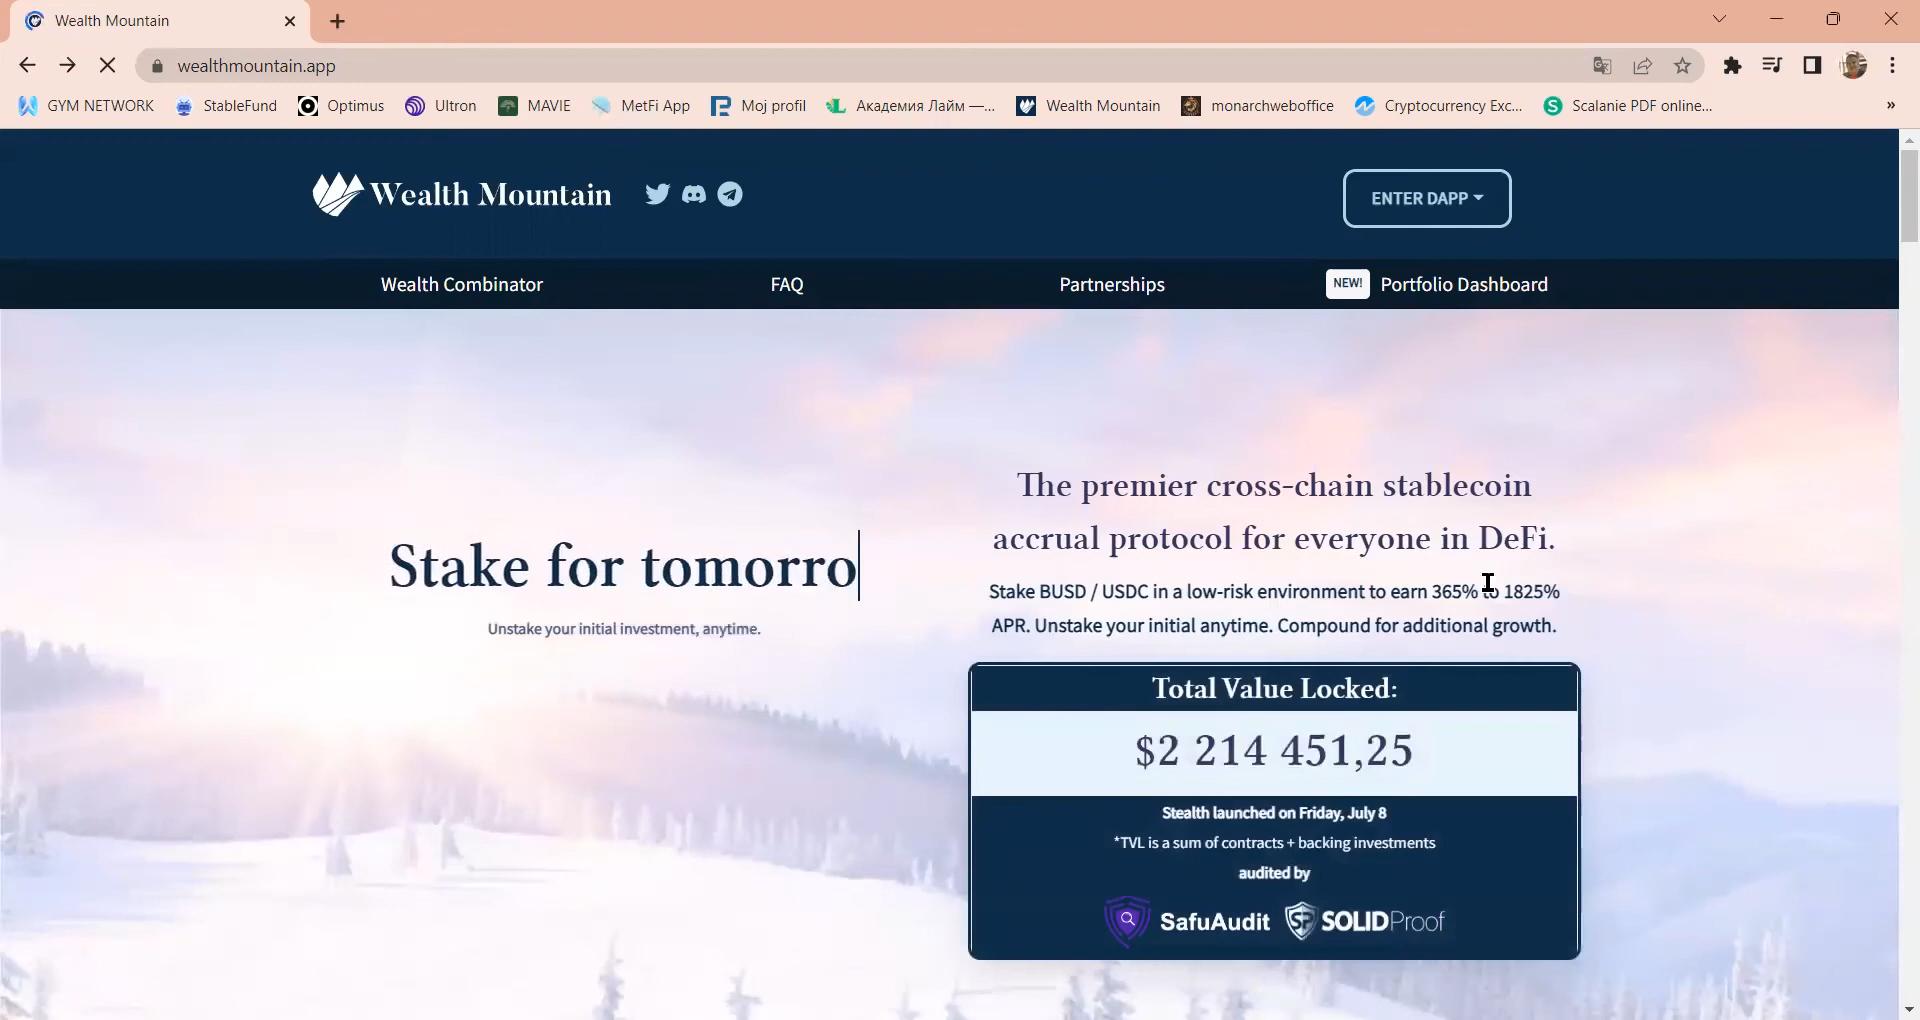 Wealth Mountain
wealthmountain.app
GYM NETWORK StableFund Optimus Ultron MAVIE MetFi App Moj profil Академия Лайм —... Wealth Mountain monarchweboffice Cryptocurrency Exc... Scalanie PDF online... »
Wealth Mountain
ENTER DAPP
Wealth Combinator FAQ Partnerships NEW! Portfolio Dashboard
Stake for tomorro
Unstake your initial investment, anytime.
The premier cross-chain stablecoin
accrual protocol for everyone in DeFi.
Stake BUSD / USDC in a low-risk environment to earn 365% to 1825%
APR. Unstake your initial anytime. Compound for additional growth.
Total Value Locked:
$2 214 451,25
Stealth launched on Friday, July 8
*TVL is a sum of contracts + backing investments
audited by
SafuAudit SF SOLIDProof